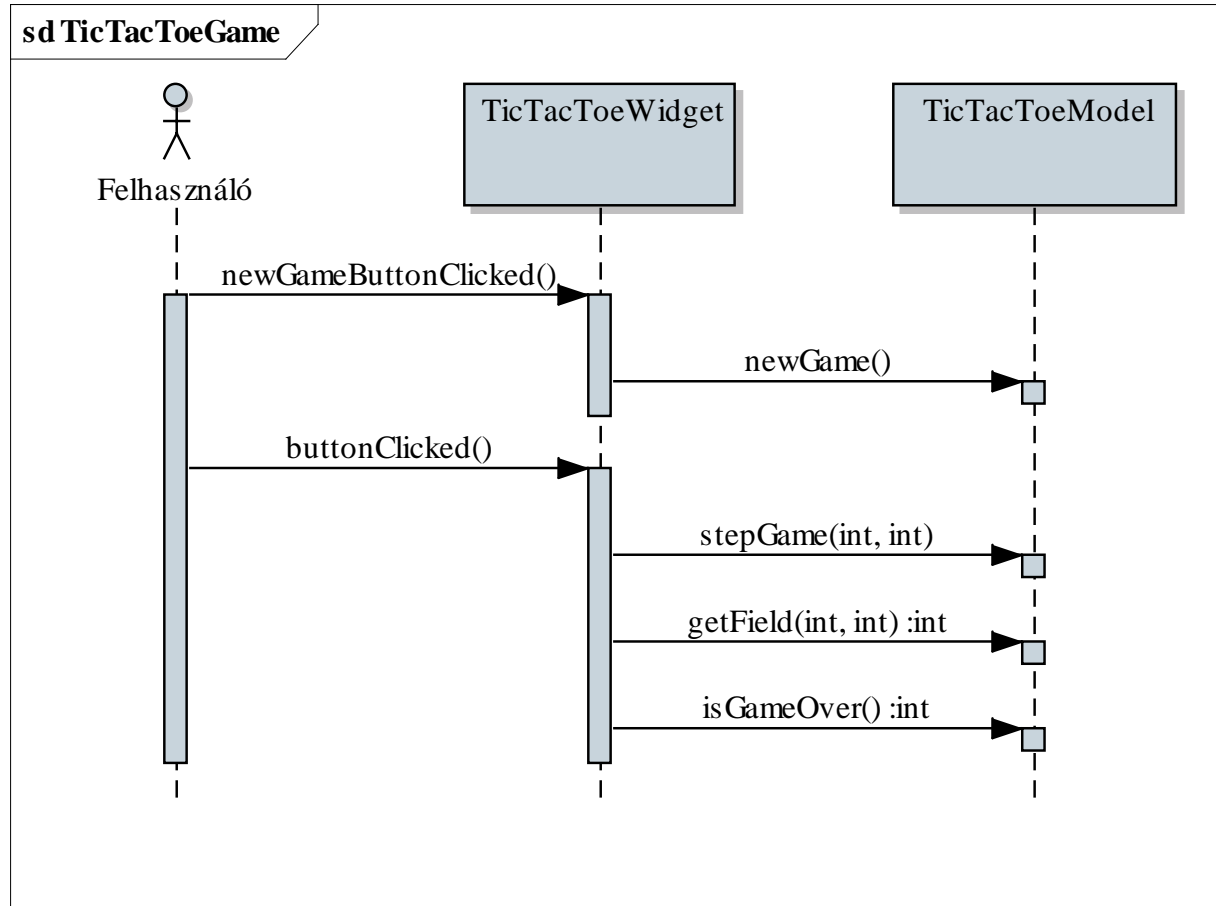 sd TicTacToeGame
TicTacToeWidget
TicTacToeModel
Felhasználó
newGameButtonClicked()
newGame()
buttonClicked()
stepGame(int, int)
getField(int, int) :int
isGameOver() :int